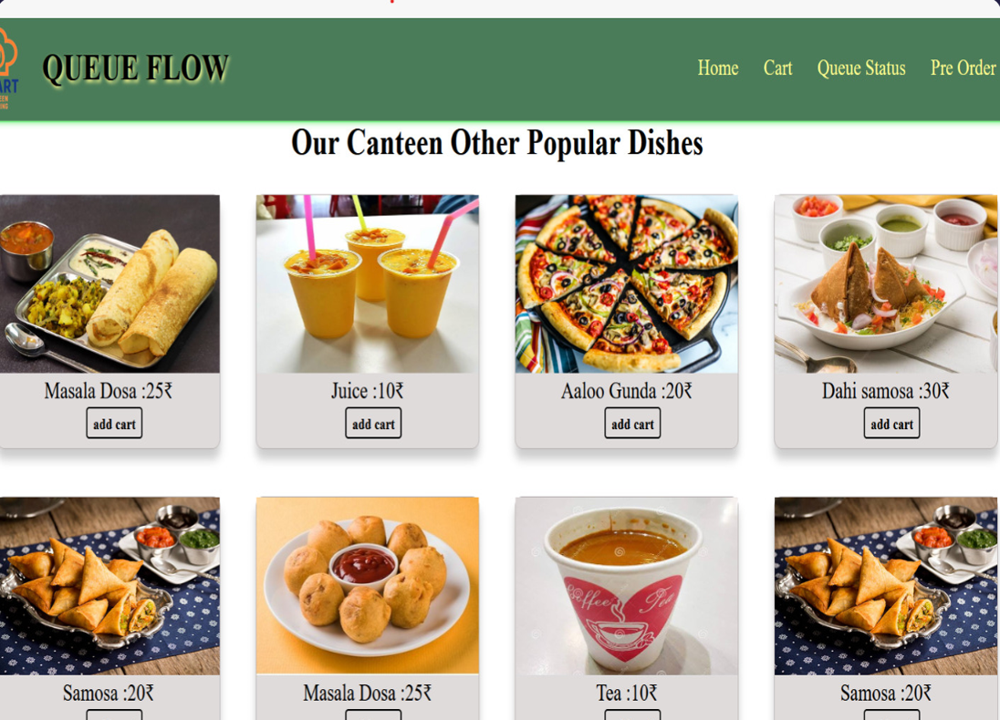 ART
EEN
ING
QUEUE FLOW
Home Cart Queue Status Pre Order
Our Canteen Other Popular Dishes
Masala Dosa :25₹ Juice :10₹ Aaloo Gunda :20₹ Dahi samosa :30₹
add cart add cart add cart add cart
Coffee Tea
Samosa :20₹ Masala Dosa :25₹ Tea :10₹ Samosa :20₹